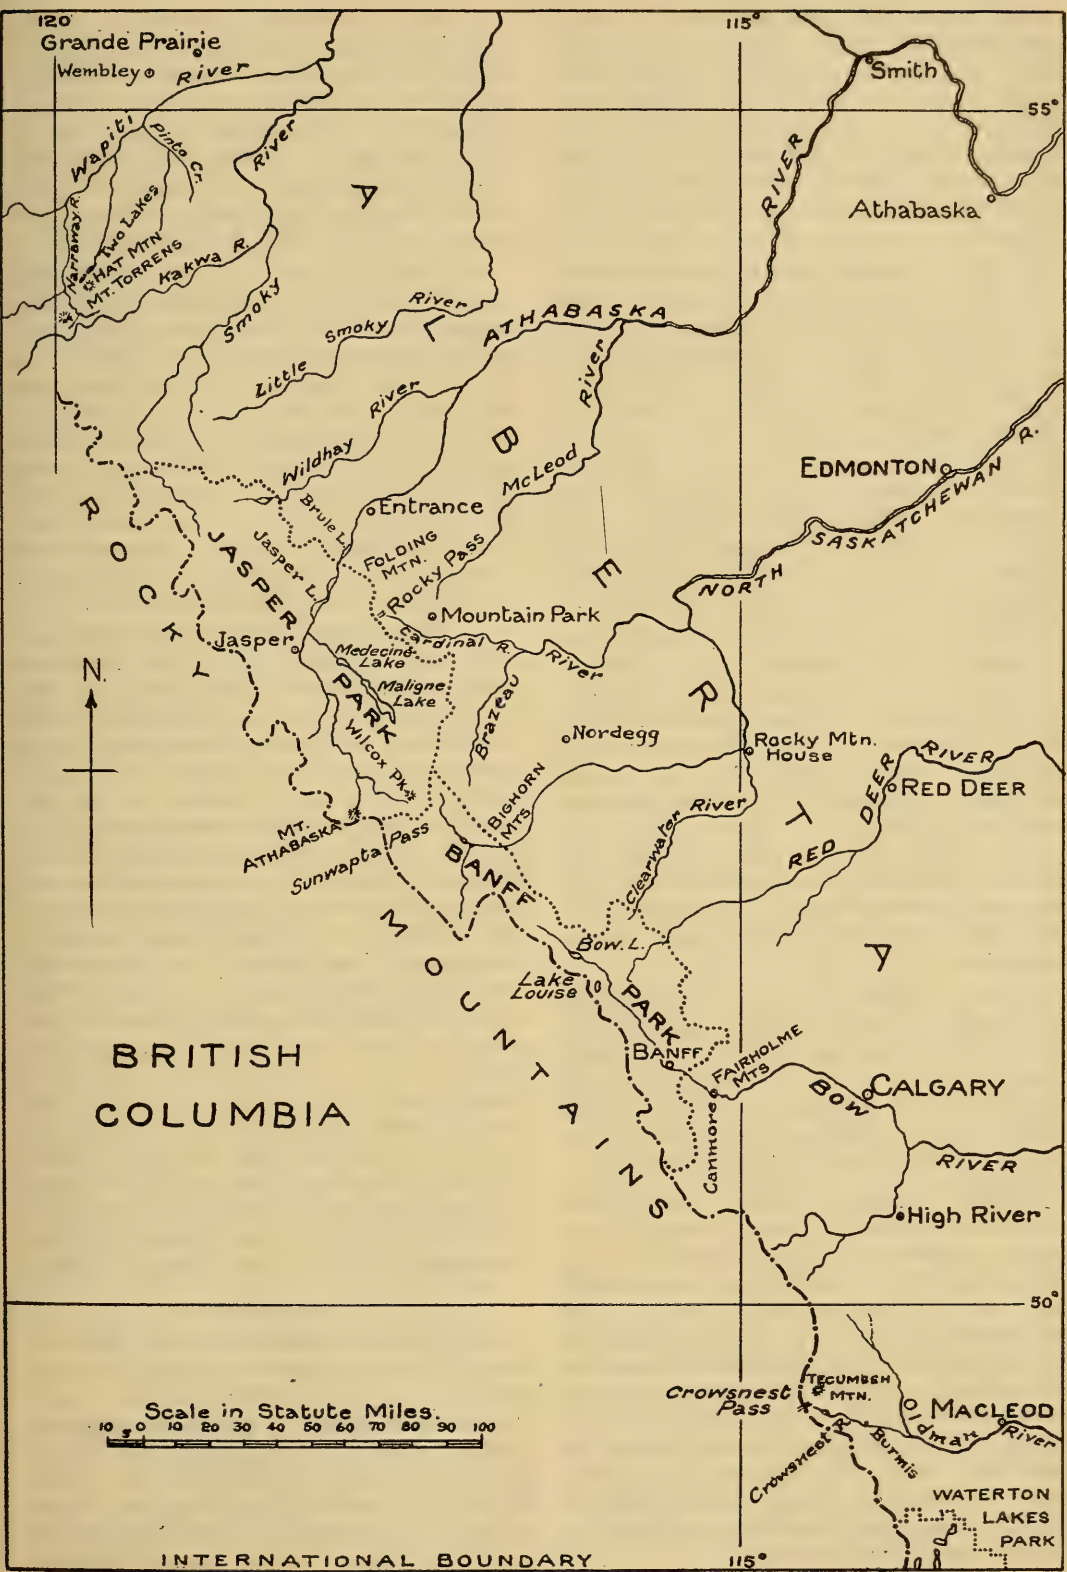 120°
115°
Grande Prairie
Wembley
River
Smith
55°
Wapiti
Pinto Cr.
River
RIVER
Athabaska
Narraway R.
TWO LAKES
HAT MTN
MT. TORRENS
Kakwa R.
Smoky
Little Smoky River
ATHABASKA
ALBERTA
River
Wildhay River
McLeod
EDMONTON
NORTH SASKATCHEWAN R.
Entrance
Brule L.
Jasper L.
FOLDING
MTN.
Rocky Pass
Mountain Park
ROCKY
JASPER
PARK
Jasper
Cardinal R.
River
Medecine
Lake
Maligne
Lake
Brazeau
N.
Nordegg
Rocky Mtn.
House
Wilcox Pk.
BIGHORN
MTS
RED DEER RIVER
RED DEER
MT.
ATHABASKA
Sunwapta Pass
Clearwater River
BANFF
PARK
MOUNTAINS
Bow. L.
Lake
Louise
BANFF
FAIRHOLME
MTS
Canmore
BOW
RIVER
CALGARY
High River
BRITISH
COLUMBIA
50°
TECUMSEH
MTN.
Crowsnest
Pass
Crowsnest R.
Burmis
Oldman River
MACLEOD
Scale in Statute Miles.
10 5 0 10 20 30 40 50 60 70 80 90 100
WATERTON
LAKES
PARK
INTERNATIONAL BOUNDARY
115°